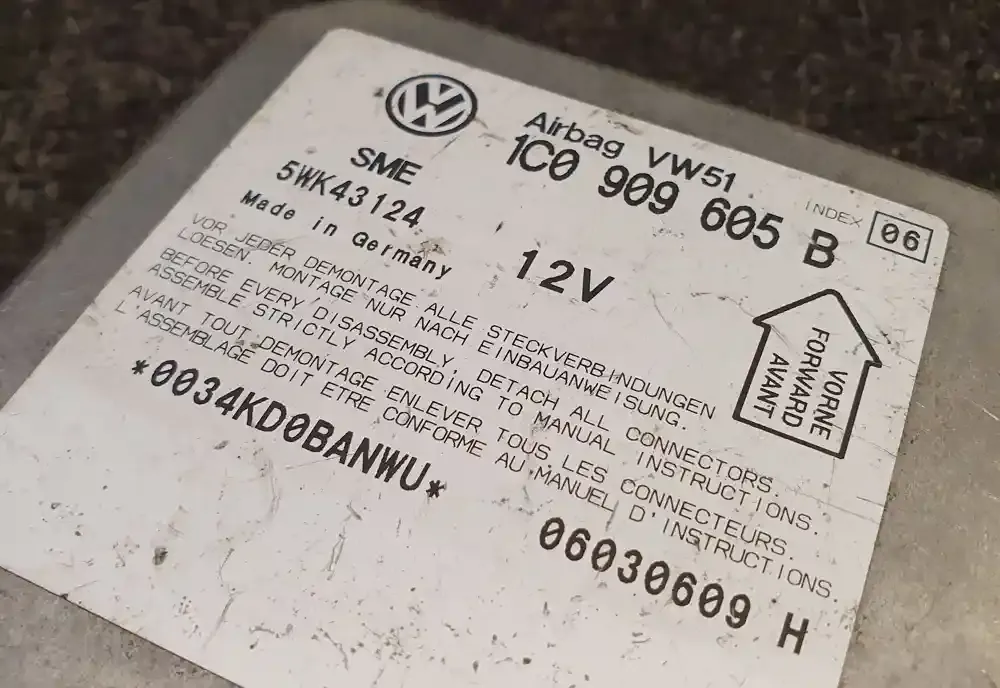 VW
Airbag VW51
SME
1C0 909 605 B
INDEX 06
5WK43124
Made in Germany
12V
VOR JEDER DEMONTAGE ALLE STECKVERBINDUNGEN
LOESEN. MONTAGE NUR NACH EINBAUANWEISUNG.
BEFORE EVERY DISASSEMBLY, DETACH ALL CONNECTORS.
ASSEMBLE STRICTLY ACCORDING TO MANUAL INSTRUCTIONS.
AVANT TOUT DEMONTAGE ENLEVER TOUS LES CONNECTEURS.
L'ASSEMBLAGE DOIT ETRE CONFORME AU MANUEL D'INSTRUCTIONS.
VORNE
FORWARD
AVANT
*0034KD0BANWU*
06030609 H